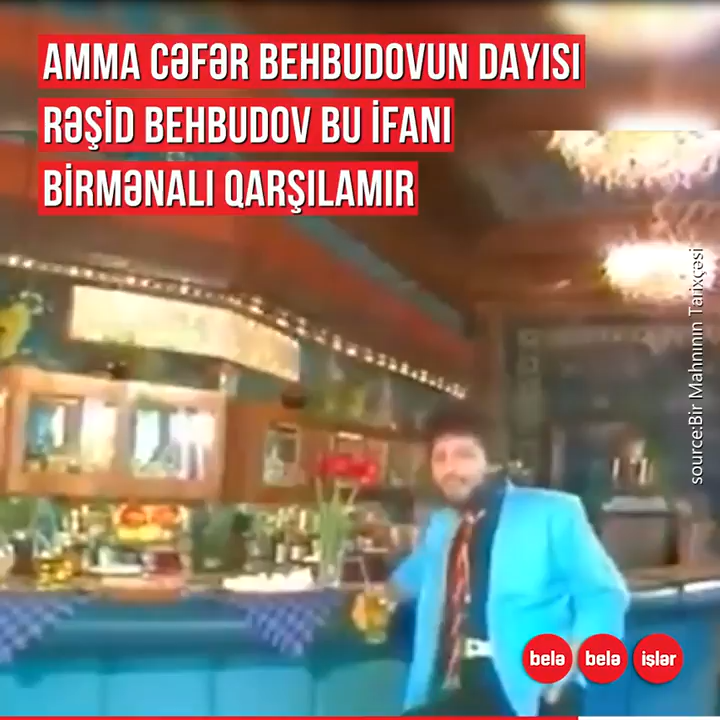 AMMA CƏFƏR BEHBUDOVUN DAYISI
RƏŞİD BEHBUDOV BU İFANI
BİRMƏNALI QARŞILAMIR
source:Bir Mahnının Tarixçəsi
belə belə işlər